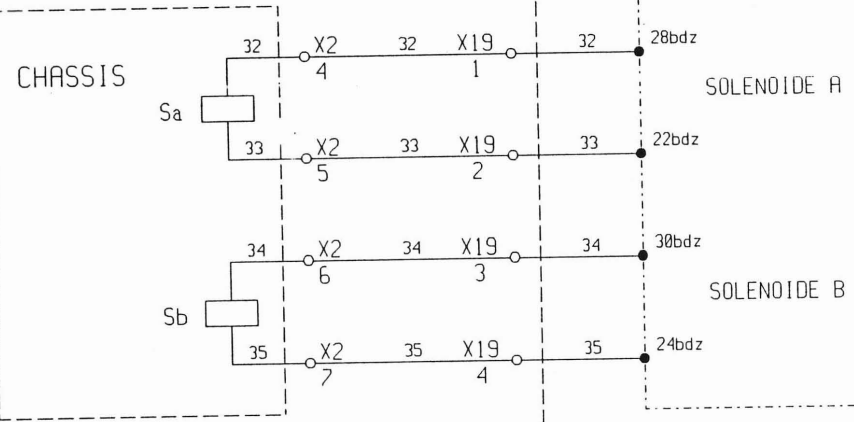 32 X2 32 X19 32 28bdz
4 1
CHASSIS
SOLENOIDE A
Sa
33 X2 33 X19 33 22bdz
5 2
34 X2 34 X19 34 30bdz
6 3
SOLENOIDE B
Sb
35 X2 35 X19 35 24bdz
7 4